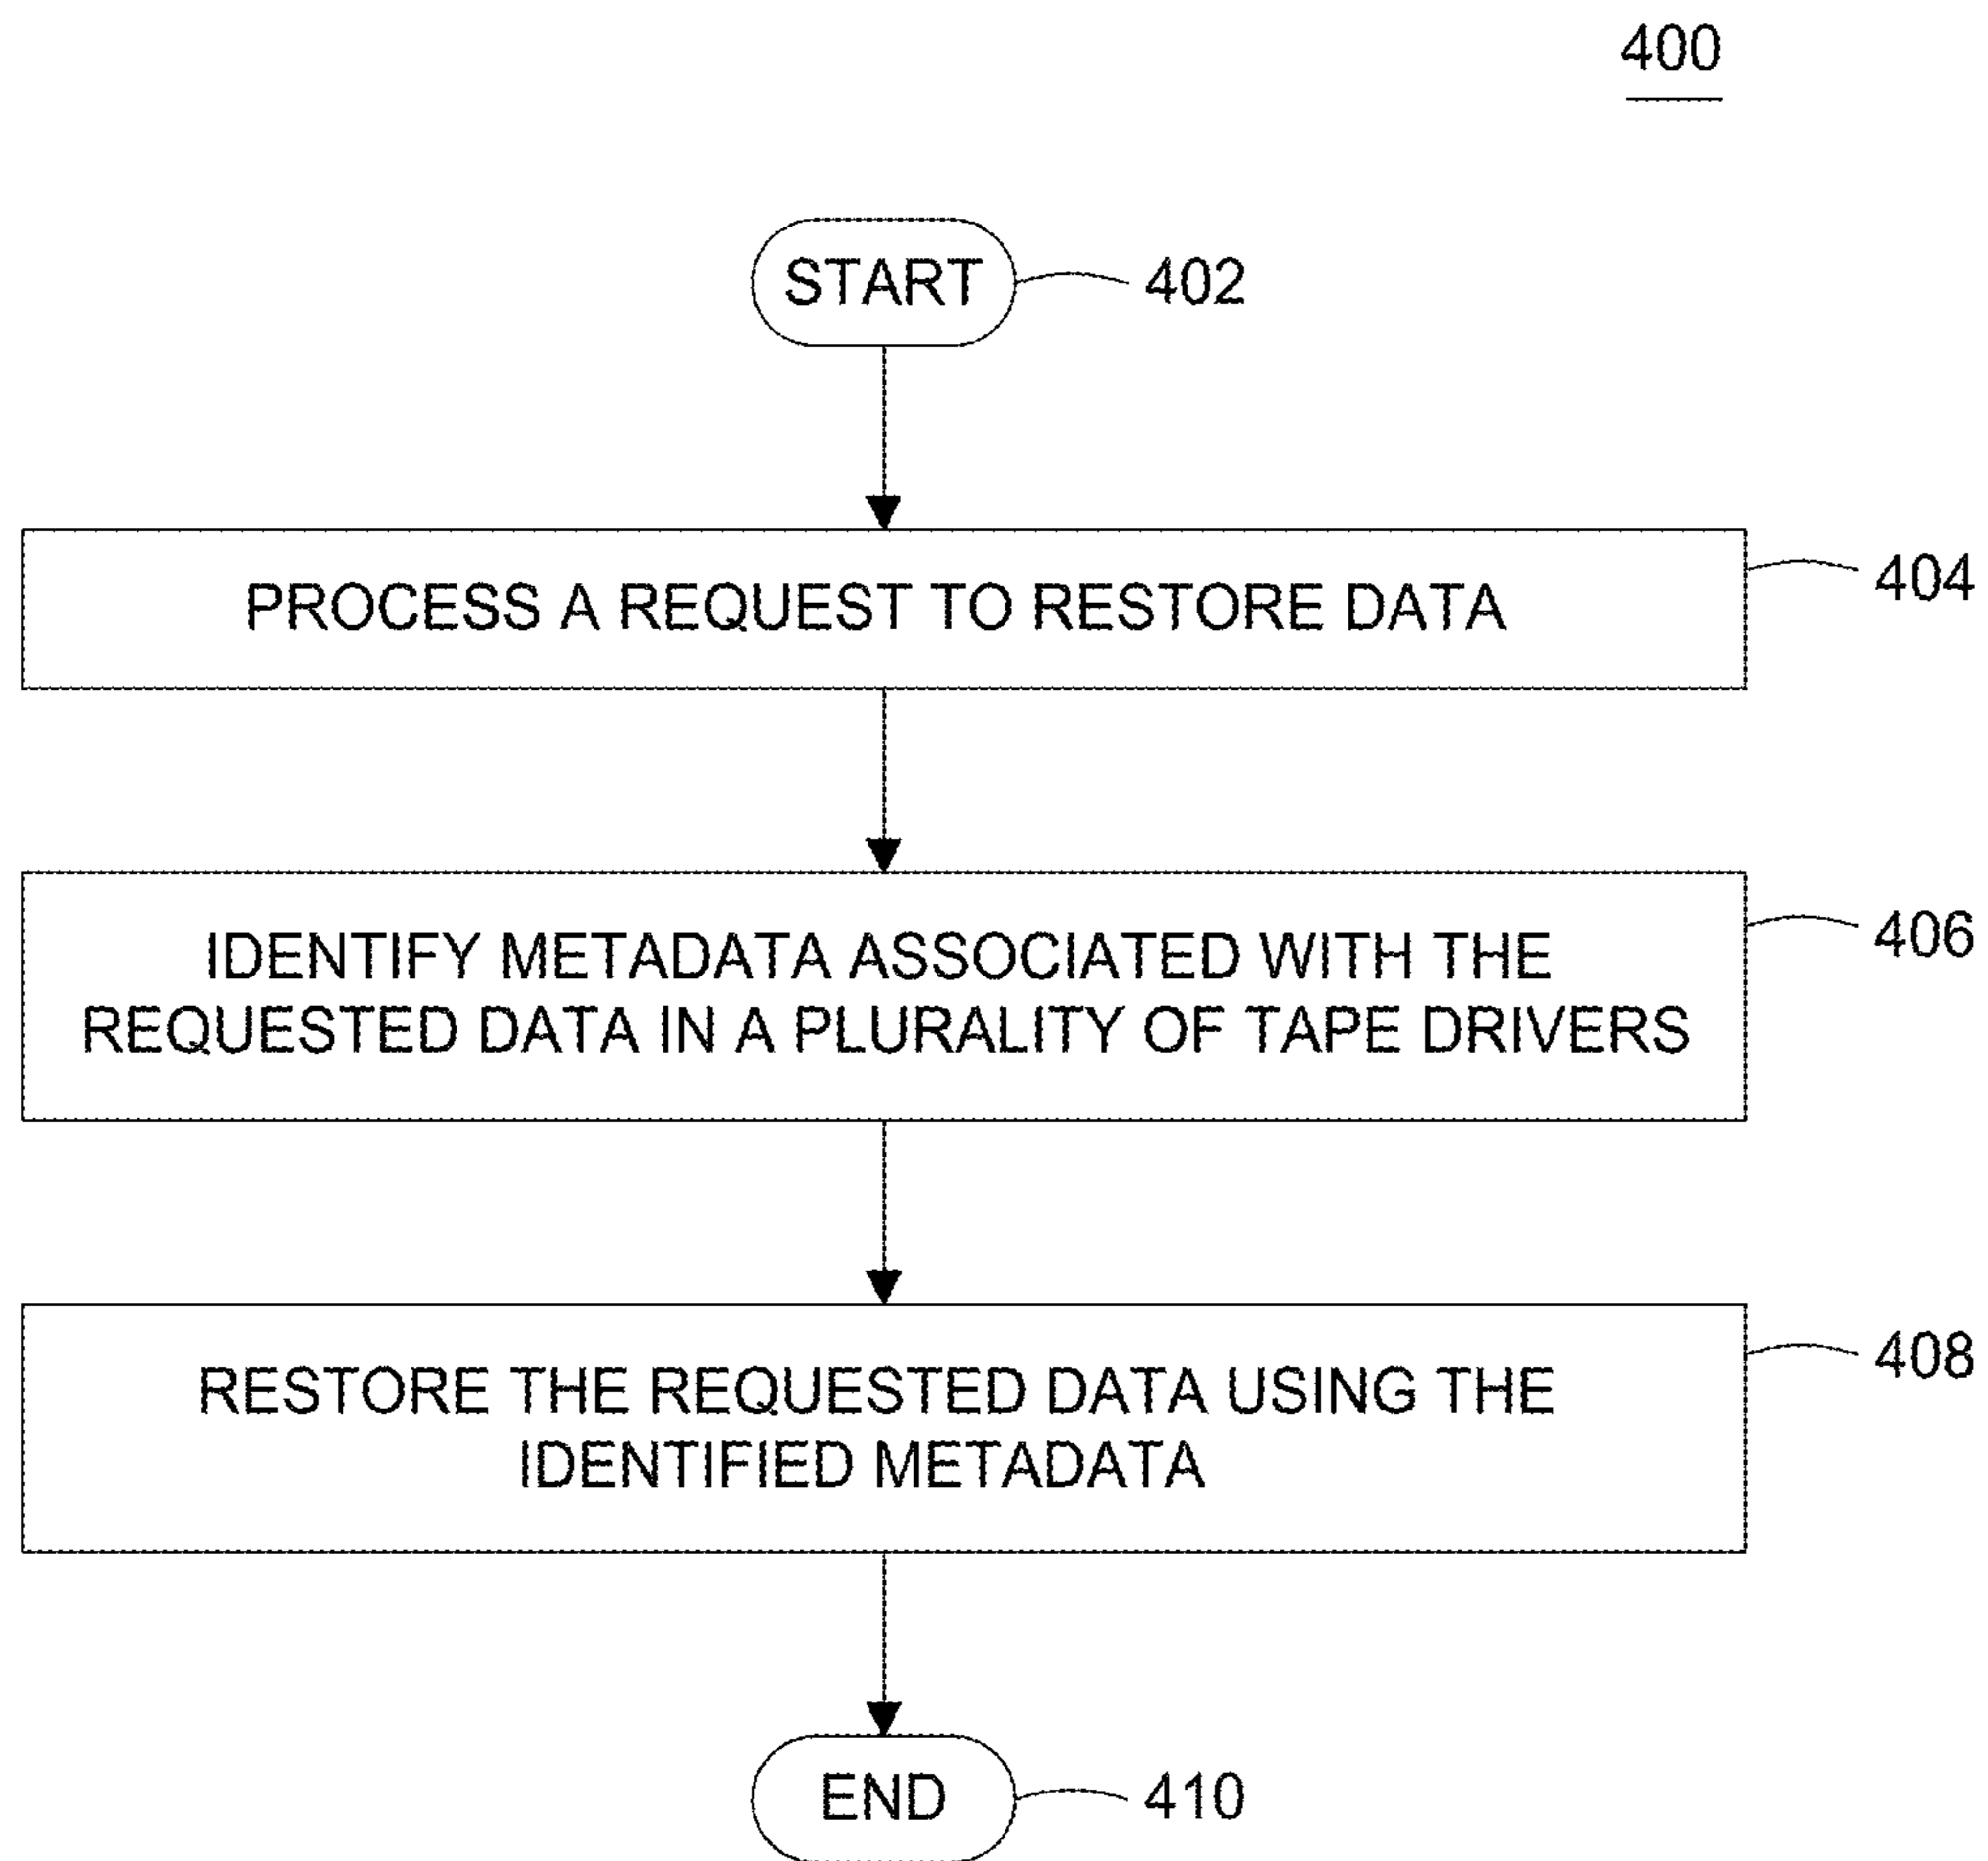 400
START
402
PROCESS A REQUEST TO RESTORE DATA
404
IDENTIFY METADATA ASSOCIATED WITH THE
REQUESTED DATA IN A PLURALITY OF TAPE DRIVERS
406
RESTORE THE REQUESTED DATA USING THE
IDENTIFIED METADATA
408
END
410